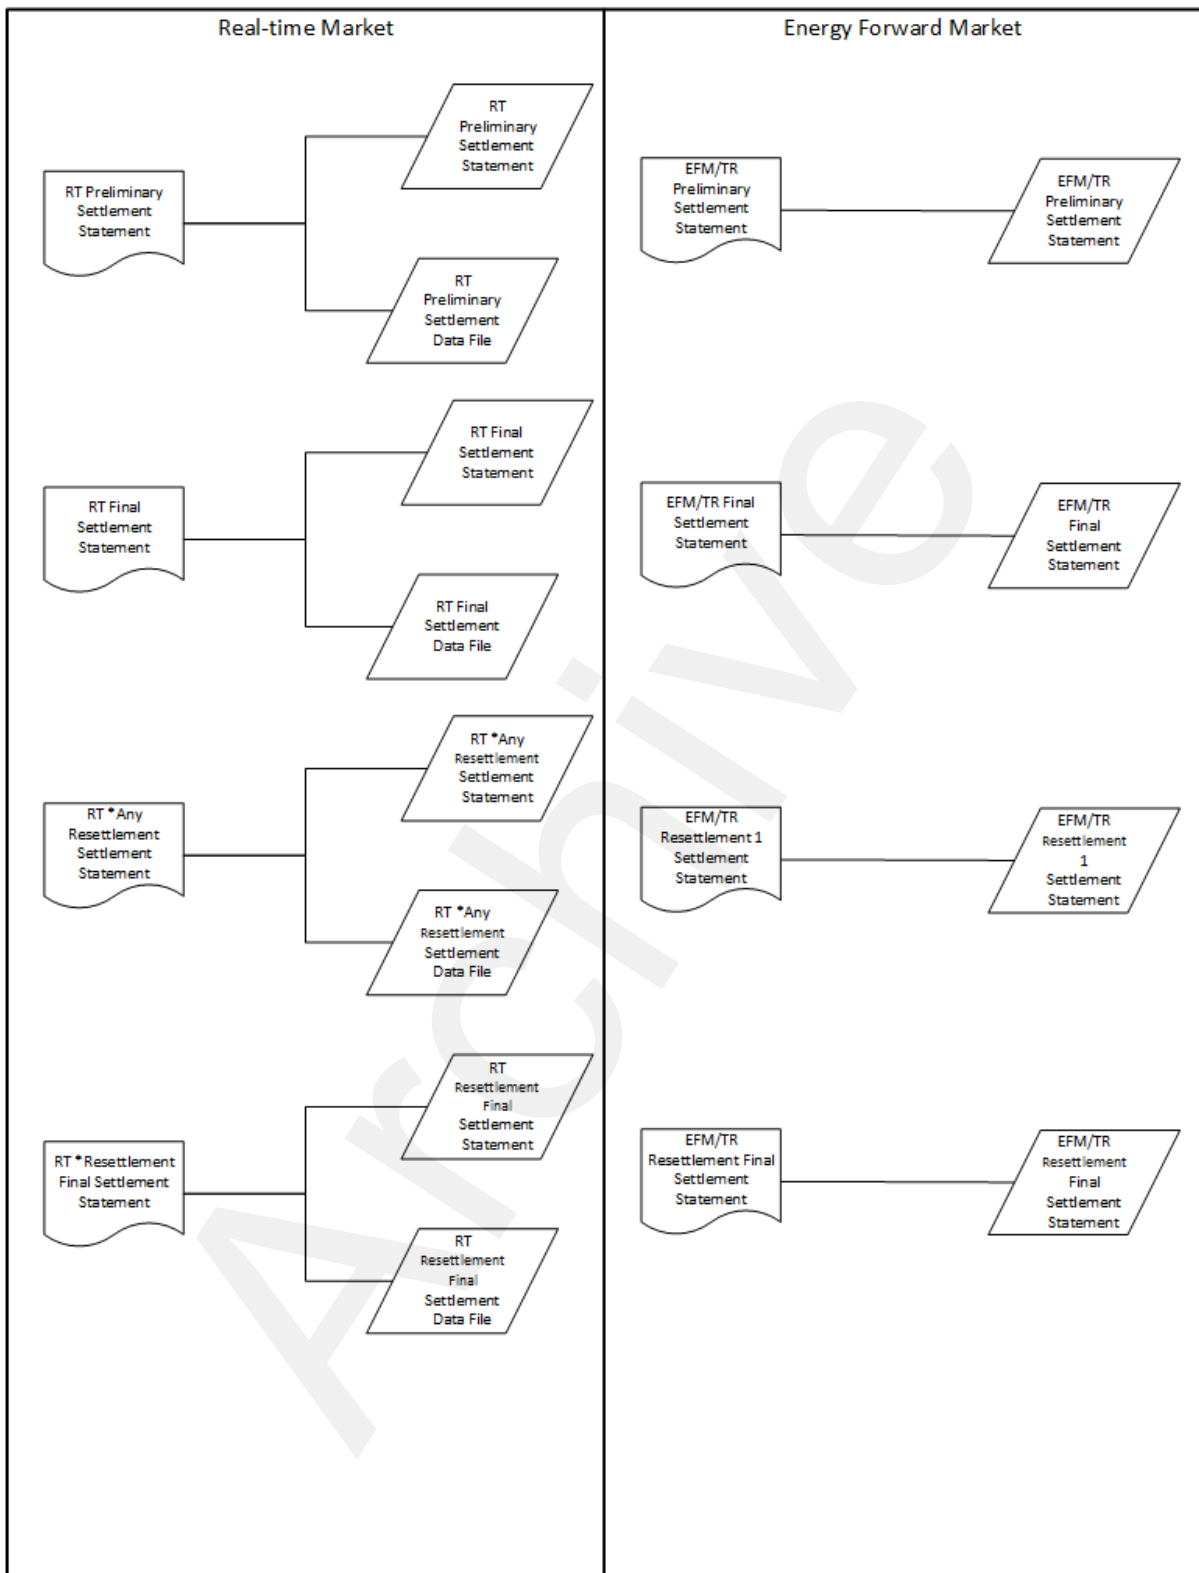 Real-time Market
RT
Preliminary
Settlement
Statement
RT Preliminary
Settlement
Statement
RT
Preliminary
Settlement
Data File
RT Final
Settlement
Statement
RT Final
Settlement
Statement
RT Final
Settlement
Data File
RT *Any
Resettlement
Settlement
Statement
RT *Any
Resettlement
Settlement
Statement
RT *Any
Resettlement
Settlement
Data File
RT
Resettlement
Final
Settlement
Statement
RT *Resettlement
Final Settlement
Statement
RT
Resettlement
Final
Settlement
Data File
Energy Forward Market
EFM/TR
Preliminary
Settlement
Statement
EFM/TR
Preliminary
Settlement
Statement
EFM/TR Final
Settlement
Statement
EFM/TR
Final
Settlement
Statement
EFM/TR
Resettlement 1
Settlement
Statement
EFM/TR
Resettlement
1
Settlement
Statement
EFM/TR
Resettlement Final
Settlement
Statement
EFM/TR
Resettlement
Final
Settlement
Statement
Archive